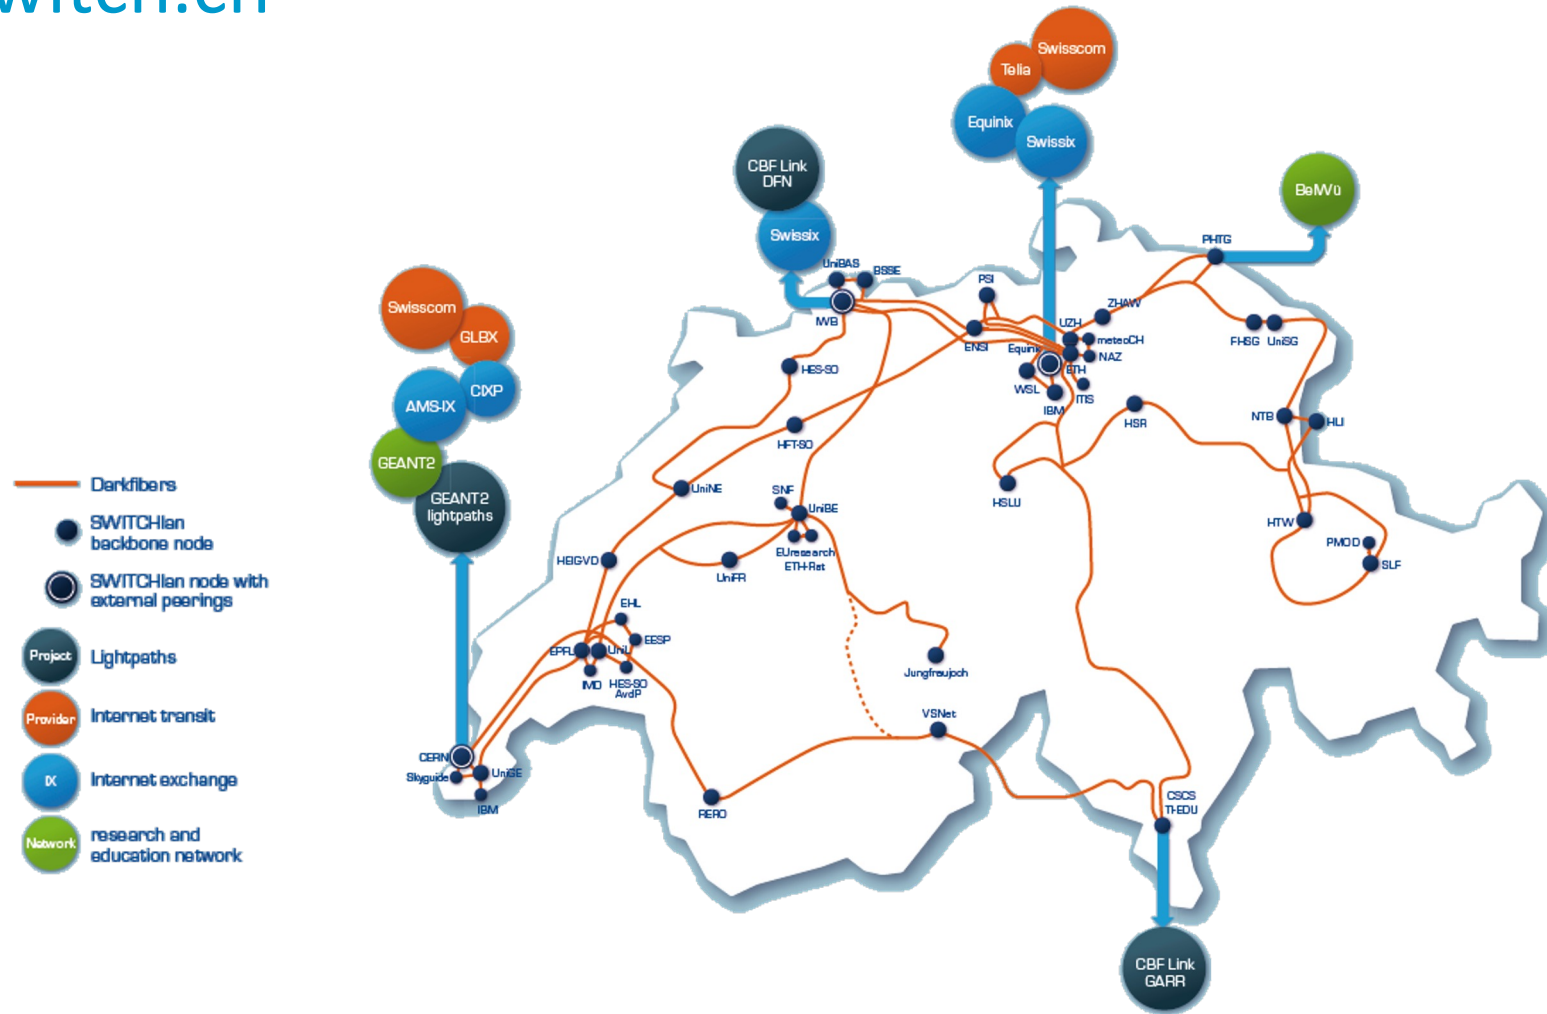 witch.ch
Swisscom
Telia
Equinix
Swissix
CBF Link
DFN
Swissix
BelWü
PHTG
UniBAS
BSSE
IWB
PSI
ENSI
ZHAW
UZH
meteoCH
NAZ
Equinix
ETH
WSL
IBM
ITIS
FHSG
UniSG
Swisscom
GLBX
CIXP
AMS-IX
GEANT2
GEANT2
lightpaths
HES-SO
HFT-SO
UniNE
HSR
NTB
HLI
HSLU
SNF
UniBE
EUresearch
ETH-Rat
HTW
PMOD
SLF
HEIG-VD
UniFR
EHL
EESP
EPFL
UniL
IMD
HES-SO
AvdP
Jungfraujoch
VSNet
CERN
Skyguide
UniGE
IBM
RERO
CSCS
TI-EDU
CBF Link
GARR
Darkfibers
SWITCHlan
backbone node
SWITCHlan node with
external peerings
Project
Lightpaths
Provider
Internet transit
IX
Internet exchange
Network
research and
education network